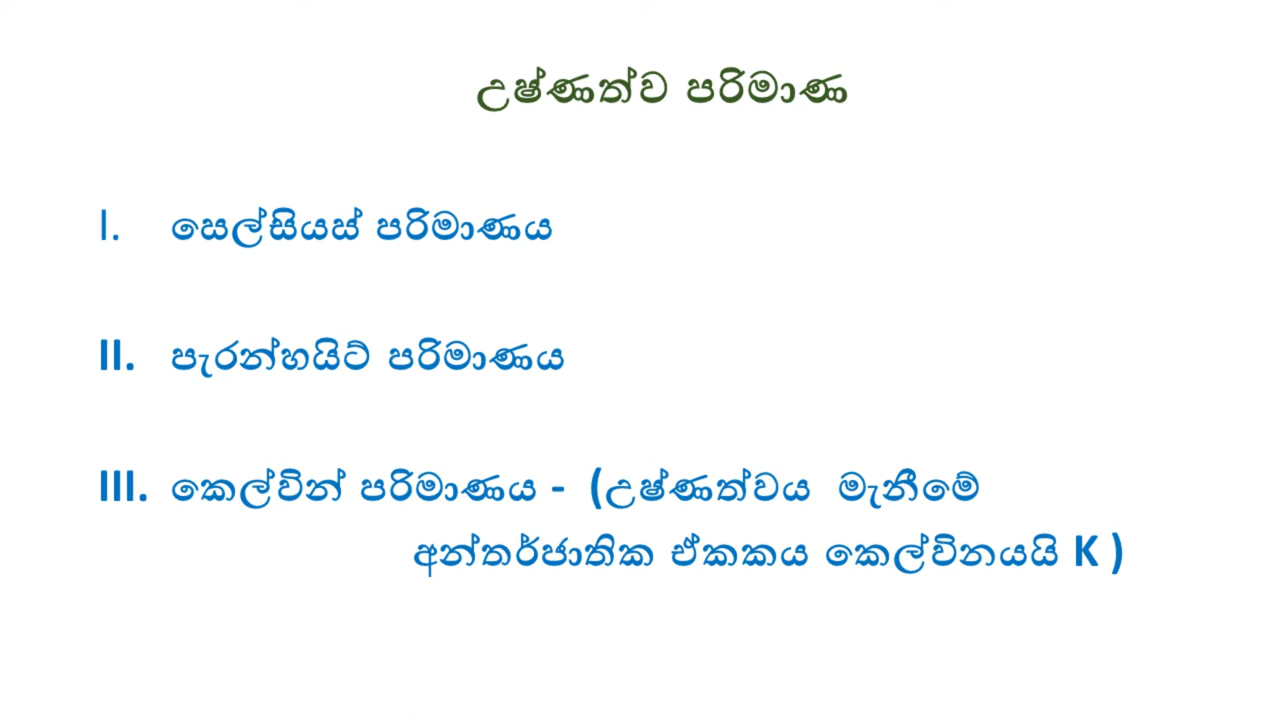 උෂ්ණත්ව පරිමාණ
I. සෙල්සියස් පරිමාණය
II. පැරන්හයිට් පරිමාණය
III. කෙල්වින් පරිමාණය - (උෂ්ණත්වය මැනීමේ
අන්තර්ජාතික ඒකකය කෙල්විනයයි K )